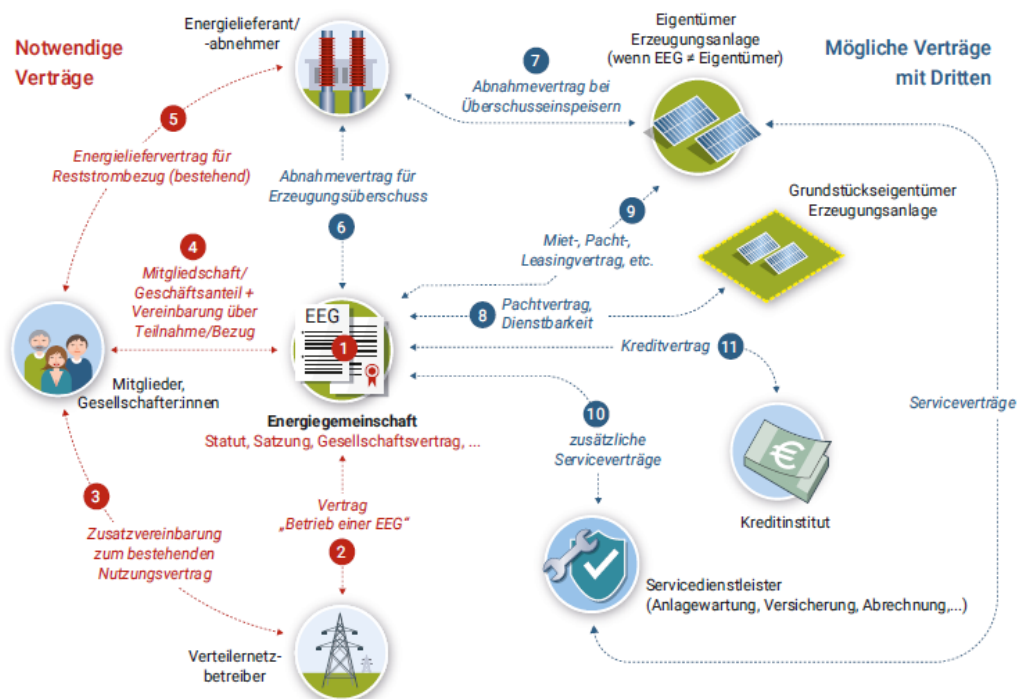 Notwendige
Verträge
Energielieferant/
-abnehmer
Eigentümer
Erzeugungsanlage
(wenn EEG ≠ Eigentümer)
Mögliche Verträge
mit Dritten
7
Abnahmevertrag bei
Überschusseinspeisern
5
Energieliefervertrag für
Reststrombezug (bestehend)
Abnahmevertrag für
Erzeugungsüberschuss
6
Grundstückseigentümer
Erzeugungsanlage
9
Miet-, Pacht-,
Leasingvertrag, etc.
4
Mitgliedschaft/
Geschäftsanteil +
Vereinbarung über
Teilnahme/Bezug
EEG
1
8
Pachtvertrag,
Dienstbarkeit
Kreditvertrag
11
Mitglieder,
Gesellschafter:innen
Energiegemeinschaft
Statut, Satzung, Gesellschaftsvertrag, ...
10
zusätzliche
Serviceverträge
Serviceverträge
€
Kreditinstitut
3
Zusatzvereinbarung
zum bestehenden
Nutzungsvertrag
Vertrag
„Betrieb einer EEG“
2
Servicedienstleister
(Anlagewartung, Versicherung, Abrechnung,...)
Verteilernetz-
betreiber